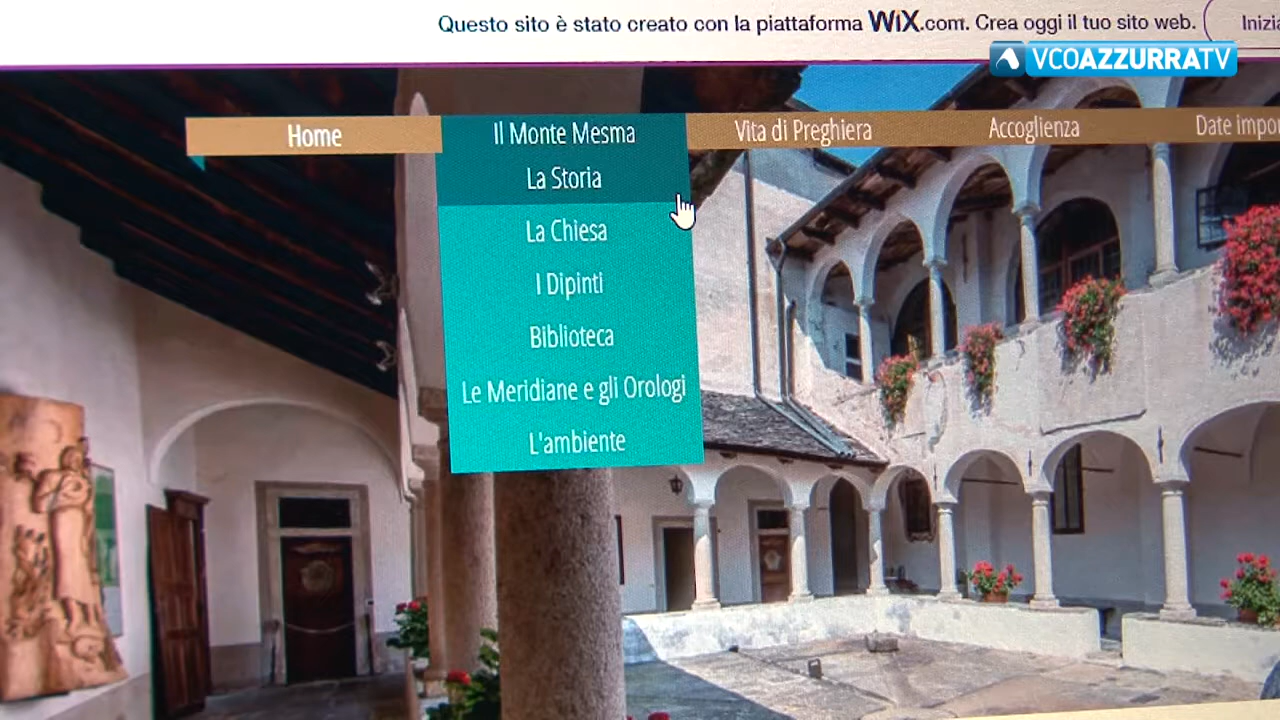 Questo sito è stato creato con la piattaforma WiX.com. Crea oggi il tuo sito web.
VCOAZZURRATV
Home Il Monte Mesma Vita di Preghiera Accoglienza Date
La Storia
La Chiesa
I Dipinti
Biblioteca
Le Meridiane e gli Orologi
L'ambiente